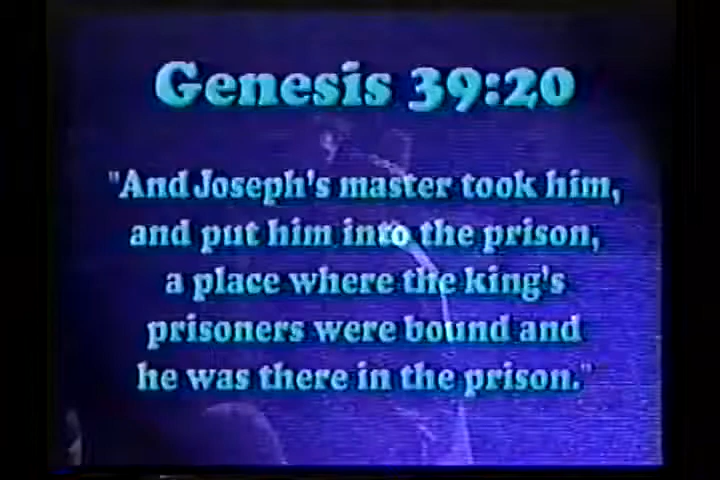 Genesis 39:20
"And Joseph's master took him,
and put him into the prison,
a place where the king's
prisoners were bound and
he was there in the prison."